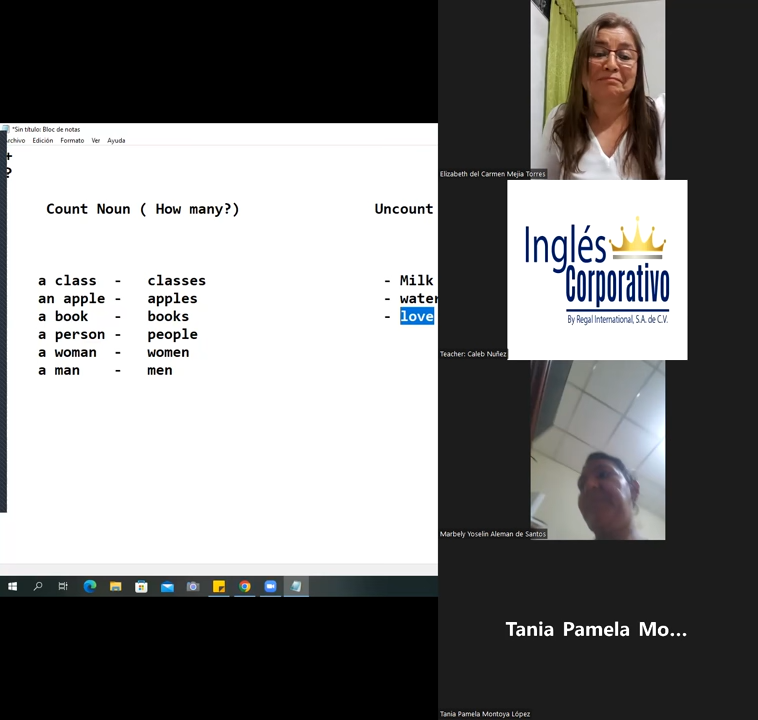 *Sin título: Bloc de notas
Archivo Edición Formato Ver Ayuda
+
?
Count Noun ( How many?)
Uncount
a class - classes
an apple - apples
a book - books
a person - people
a woman - women
a man - men
- Milk
- water
- love
Elizabeth del Carmen Mejia Torres
Inglés
Corporativo
By Regal International, S.A. de C.V.
Teacher: Caleb Nuñez
Marbely Yoselin Aleman de Santos
Tania Pamela Mo...
Tania Pamela Montoya López